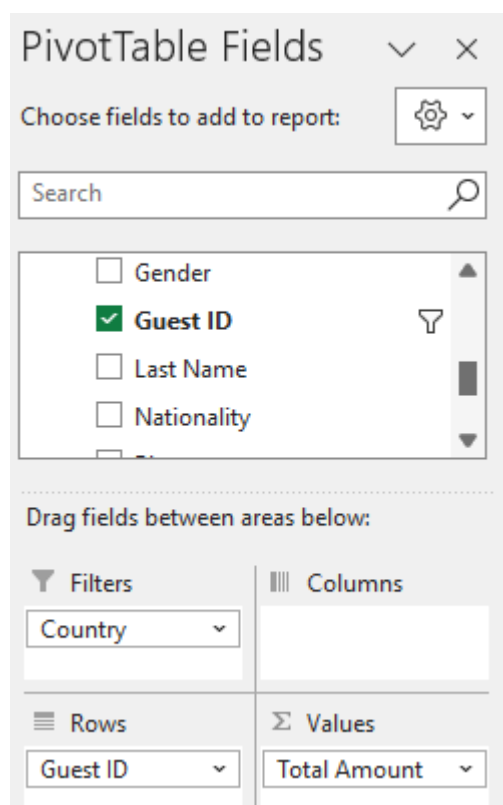 PivotTable Fields
Choose fields to add to report:
Search
Gender
Guest ID
Last Name
Nationality
Drag fields between areas below:
Filters
Columns
Country
Rows
Σ Values
Guest ID
Total Amount